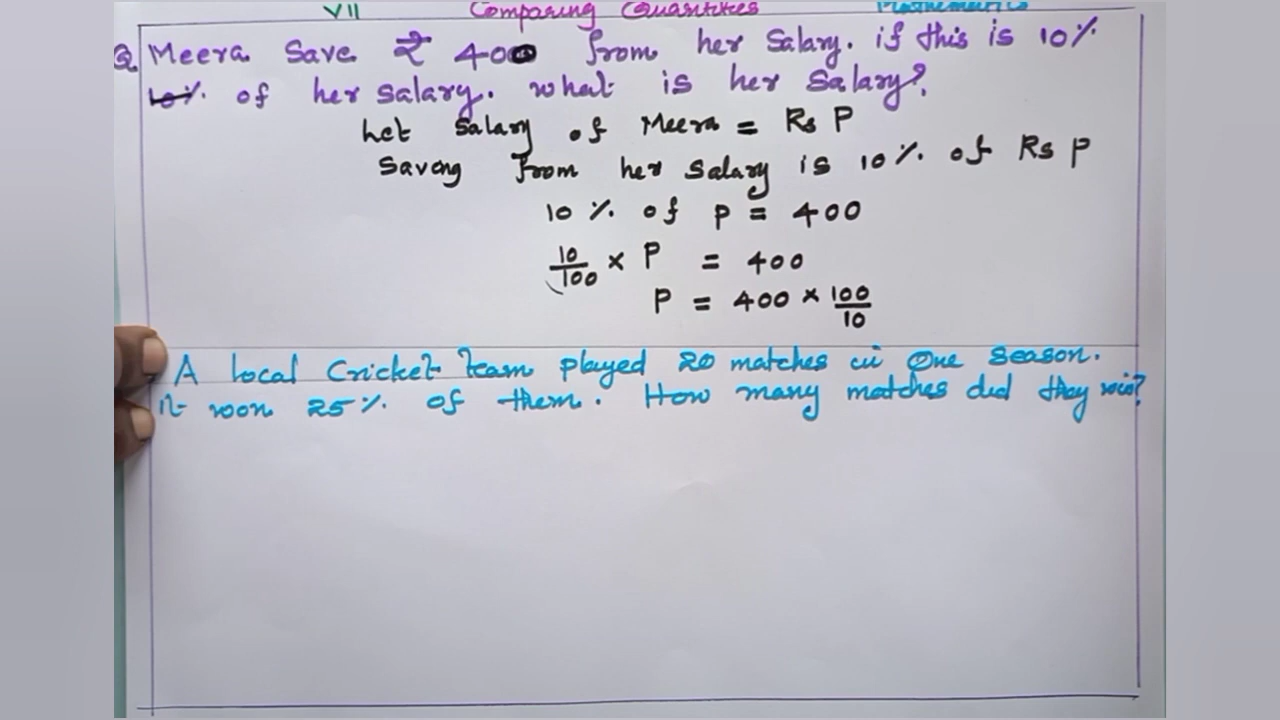 VII Comparing Quantities Mathematics
Q Meera Save ₹ 400 from her Salary. if this is 10%
10% of her salary. what is her Salary?
Let Salary of Meera = Rs P
Saving from her Salary is 10% of Rs P
10 % of P = 400
10/100 × P = 400
P = 400 × 100/10
A local Cricket team played 20 matches in One Season.
it won 25% of them. How many matches did they win?